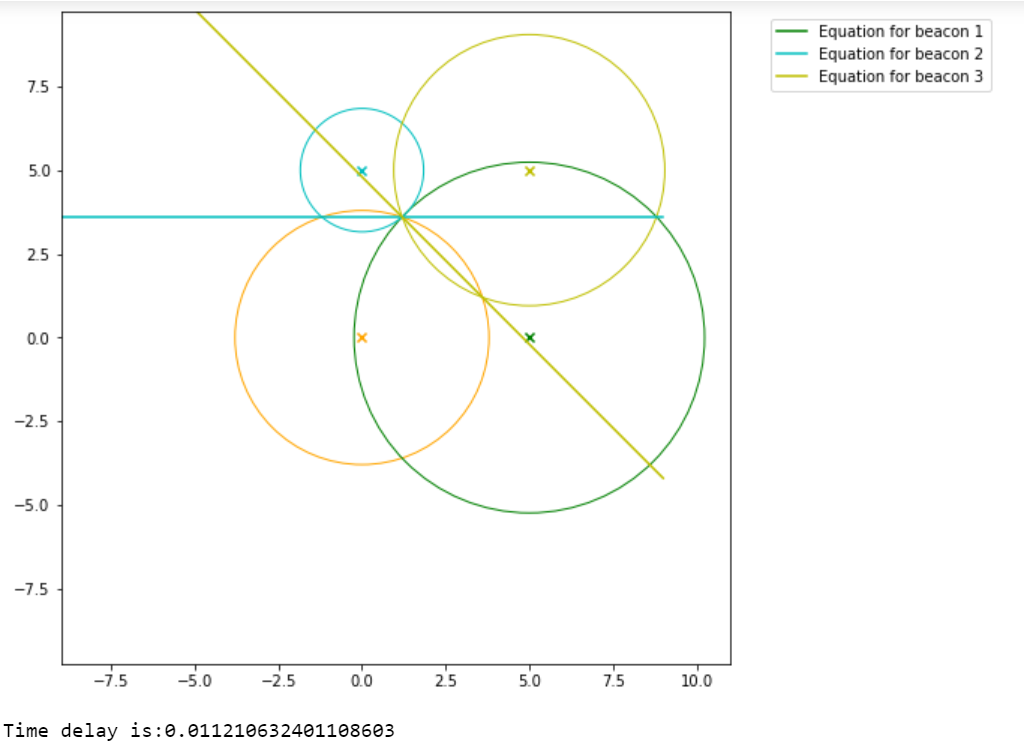 Equation for beacon 1
Equation for beacon 2
Equation for beacon 3
7.5
5.0
2.5
0.0
−2.5
−5.0
−7.5
−7.5 −5.0 −2.5 0.0 2.5 5.0 7.5 10.0
Time delay is:0.011210632401108603